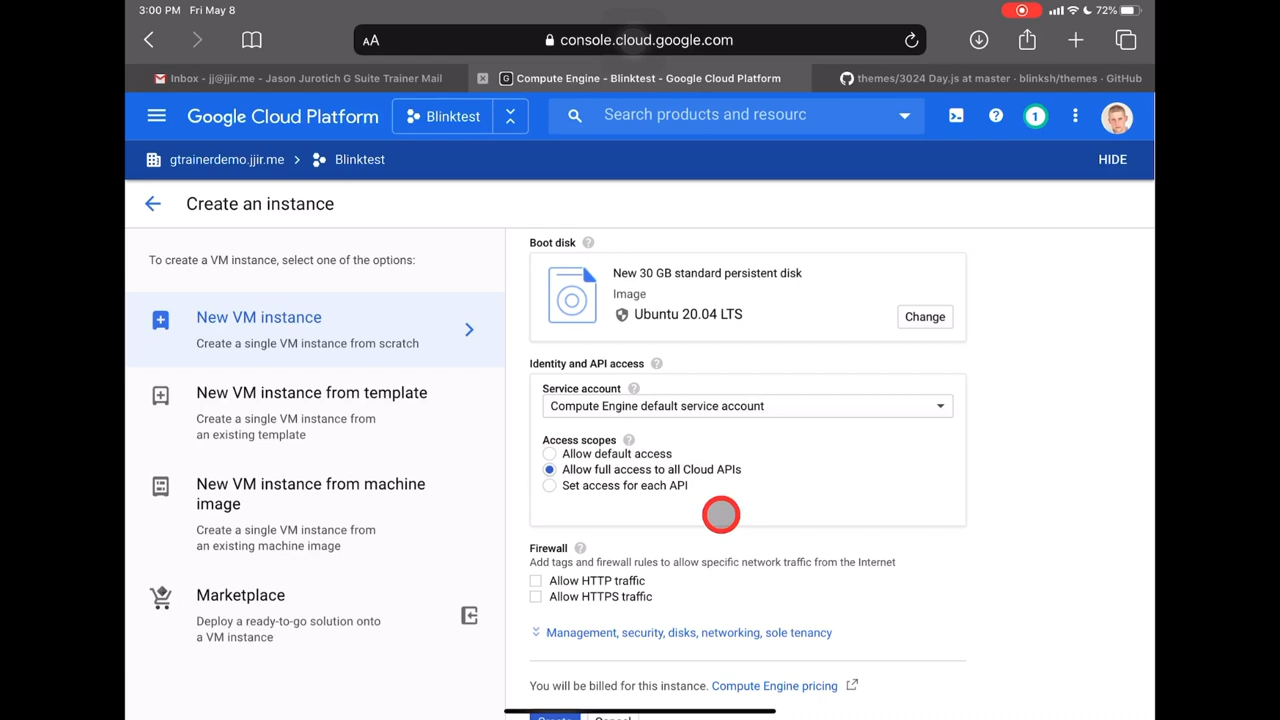 3:00 PM Fri May 8
72%
AA
console.cloud.google.com
Inbox - jj@jjir.me - Jason Jurotich G Suite Trainer Mail
Compute Engine - Blinktest - Google Cloud Platform
themes/3024 Day.js at master · blinksh/themes · GitHub
Google Cloud Platform
Blinktest
Search products and resourc
1
gtrainerdemo.jjir.me
Blinktest
HIDE
Create an instance
To create a VM instance, select one of the options:
New VM instance
Create a single VM instance from scratch
New VM instance from template
Create a single VM instance from
an existing template
New VM instance from machine
image
Create a single VM instance from
an existing machine image
Marketplace
Deploy a ready-to-go solution onto
a VM instance
Boot disk
New 30 GB standard persistent disk
Image
Ubuntu 20.04 LTS
Change
Identity and API access
Service account
Compute Engine default service account
Access scopes
Allow default access
Allow full access to all Cloud APIs
Set access for each API
Firewall
Add tags and firewall rules to allow specific network traffic from the Internet
Allow HTTP traffic
Allow HTTPS traffic
Management, security, disks, networking, sole tenancy
You will be billed for this instance. Compute Engine pricing